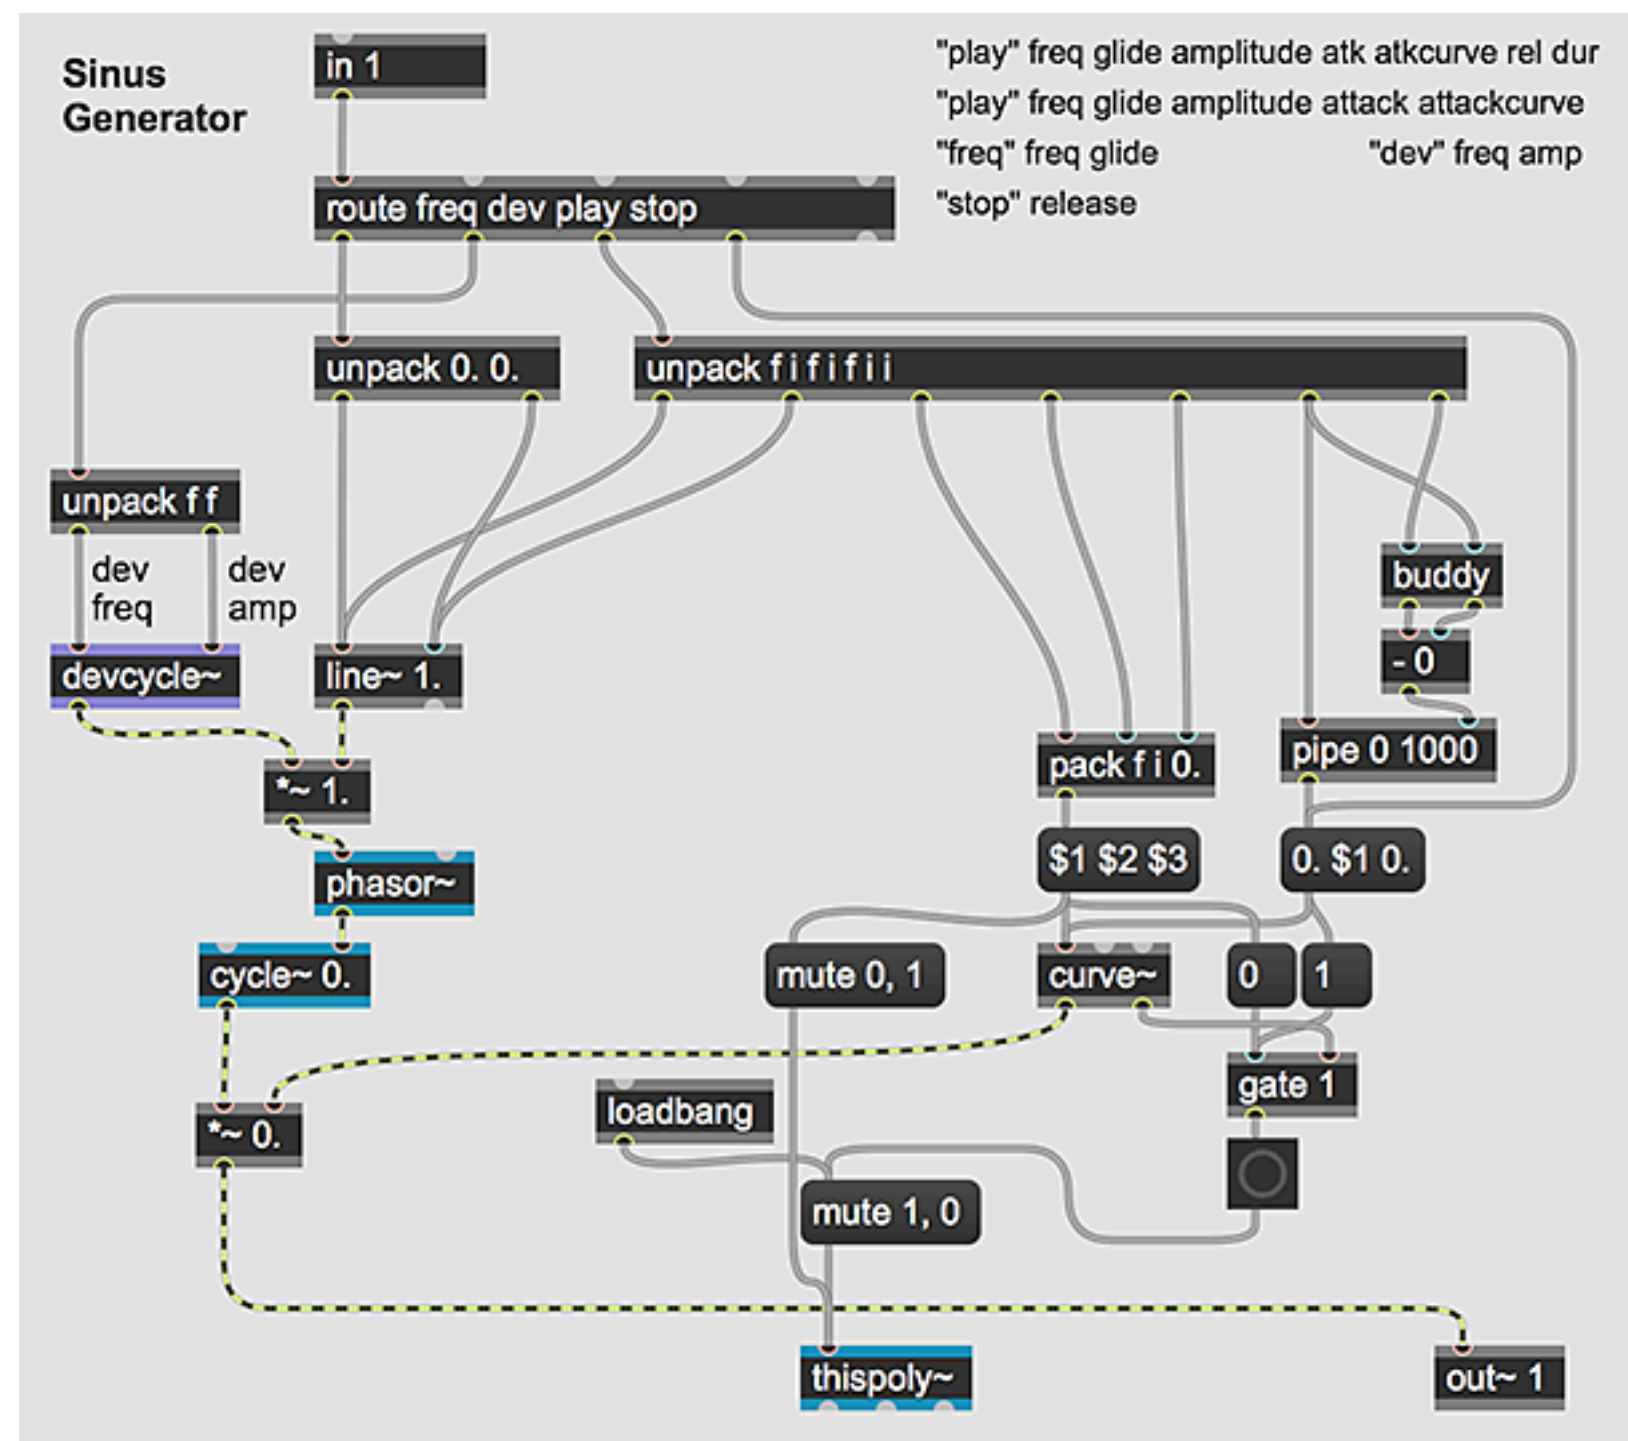 Sinus
Generator
in 1
"play" freq glide amplitude atk atkcurve rel dur
"play" freq glide amplitude attack attackcurve
"freq" freq glide
"dev" freq amp
"stop" release
route freq dev play stop
unpack 0. 0.
unpack f i f i f i i
unpack f f
dev
freq
dev
amp
buddy
devcycle~
line~ 1.
- 0
*~ 1.
pack f i 0.
pipe 0 1000
phasor~
$1 $2 $3
0. $1 0.
cycle~ 0.
mute 0, 1
curve~
0
1
*~ 0.
loadbang
gate 1
mute 1, 0
thispoly~
out~ 1